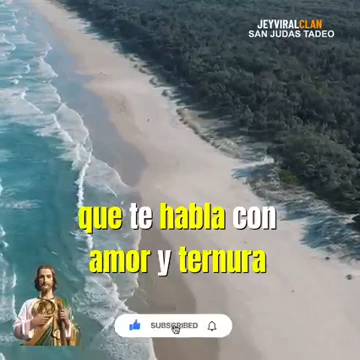 JEYVIRALCLAN
SAN JUDAS TADEO
que te habla con
amor y ternura
SUBSCRIBED